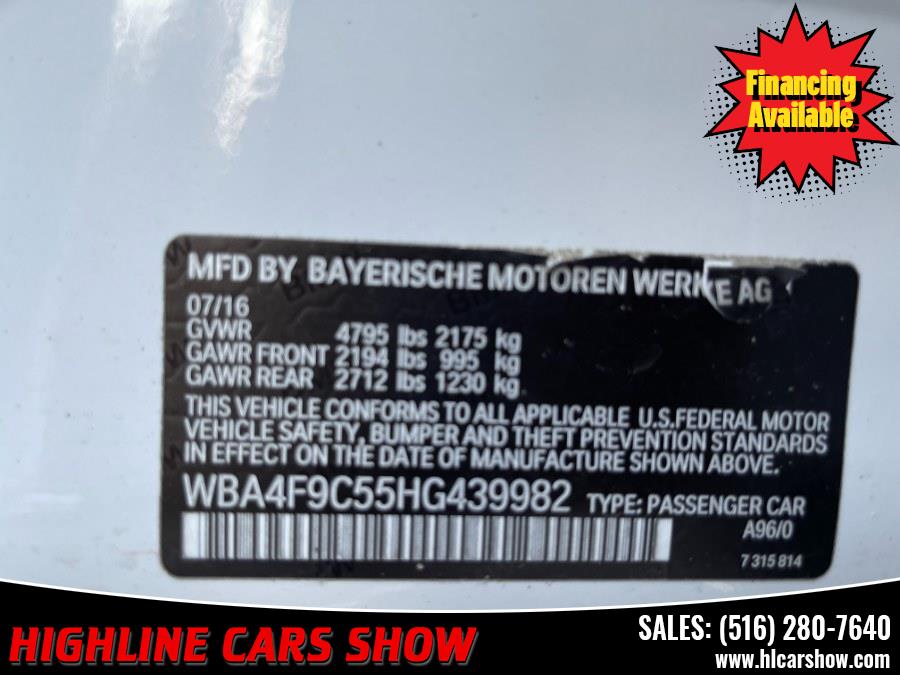 Financing
Available
MFD BY BAYERISCHE MOTOREN WERKE AG
07/16
GVWR 4795 lbs 2175 kg
GAWR FRONT 2194 lbs 995 kg
GAWR REAR 2712 lbs 1230 kg
THIS VEHICLE CONFORMS TO ALL APPLICABLE U.S.FEDERAL MOTOR
VEHICLE SAFETY, BUMPER AND THEFT PREVENTION STANDARDS
IN EFFECT ON THE DATE OF MANUFACTURE SHOWN ABOVE.
WBA4F9C55HG439982 TYPE: PASSENGER CAR
A96/0
7 315 814
HIGHLINE CARS SHOW
SALES: (516) 280-7640
www.hlcarshow.com